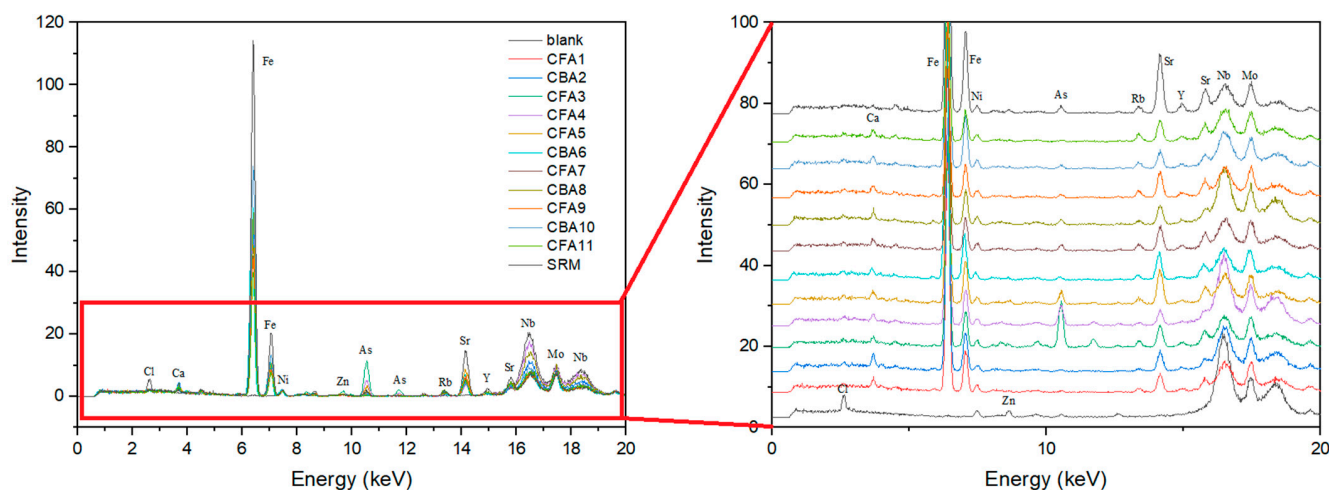 120
100
80
60
40
20
0
Intensity
0 2 4 6 8 10 12 14 16 18 20
Energy (keV)
Fe
Fe
Cl
Ca
Ni
Zn
As
As
Rb
Sr
Y
Sr
Nb
Mo
Nb
blank
CFA1
CBA2
CFA3
CFA4
CFA5
CBA6
CFA7
CBA8
CFA9
CBA10
CFA11
SRM
100
80
60
40
20
0
Intensity
0 5 10 15 20
Energy (keV)
Fe
Fe
Ni
As
Rb
Sr
Y
Sr
Nb
Mo
Ca
Cl
Zn